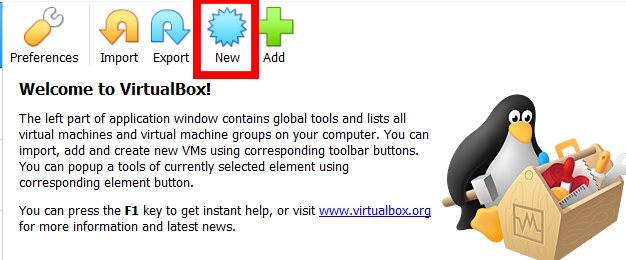 Preferences Import Export New Add
Welcome to VirtualBox!
The left part of application window contains global tools and lists all
virtual machines and virtual machine groups on your computer. You can
import, add and create new VMs using corresponding toolbar buttons.
You can popup a tools of currently selected element using
corresponding element button.
You can press the F1 key to get instant help, or visit www.virtualbox.org
for more information and latest news.